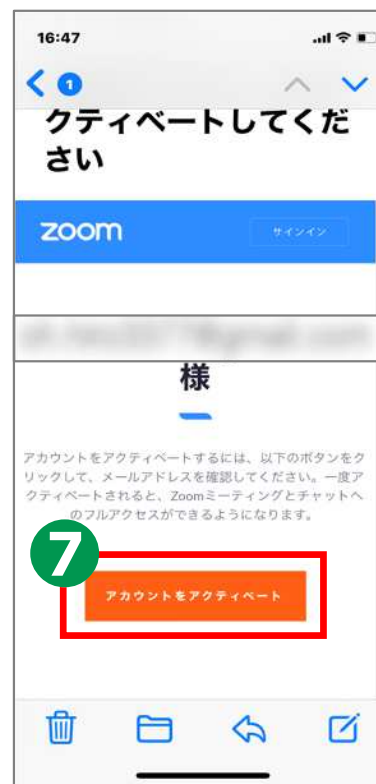 16:47
1
クティベートしてくだ
さい
zoom
サインイン
様
アカウントをアクティベートするには、以下のボタンをク
リックして、メールアドレスを確認してください。一度ア
クティベートされると、Zoomミーティングとチャットへ
のフルアクセスができるようになります。
7
アカウントをアクティベート